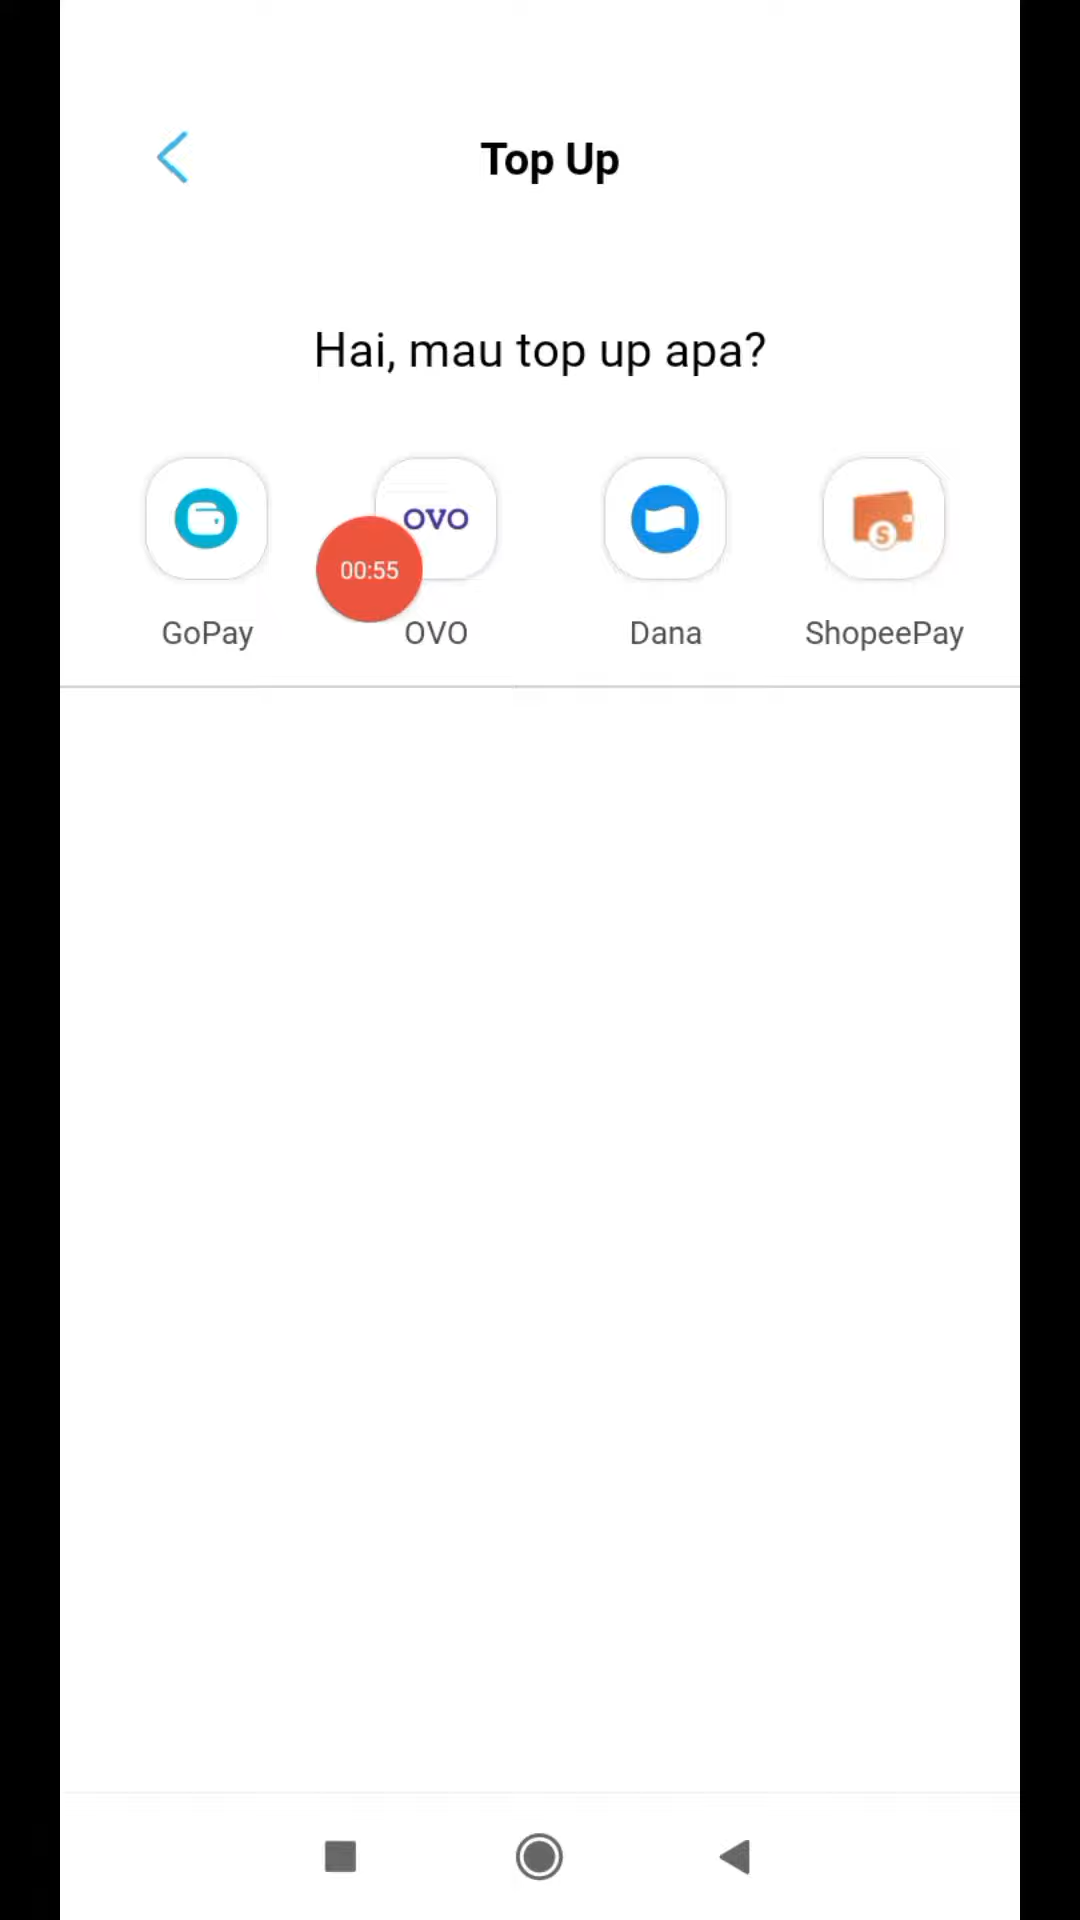 Top Up
Hai, mau top up apa?
OVO
00:55
GoPay OVO Dana ShopeePay